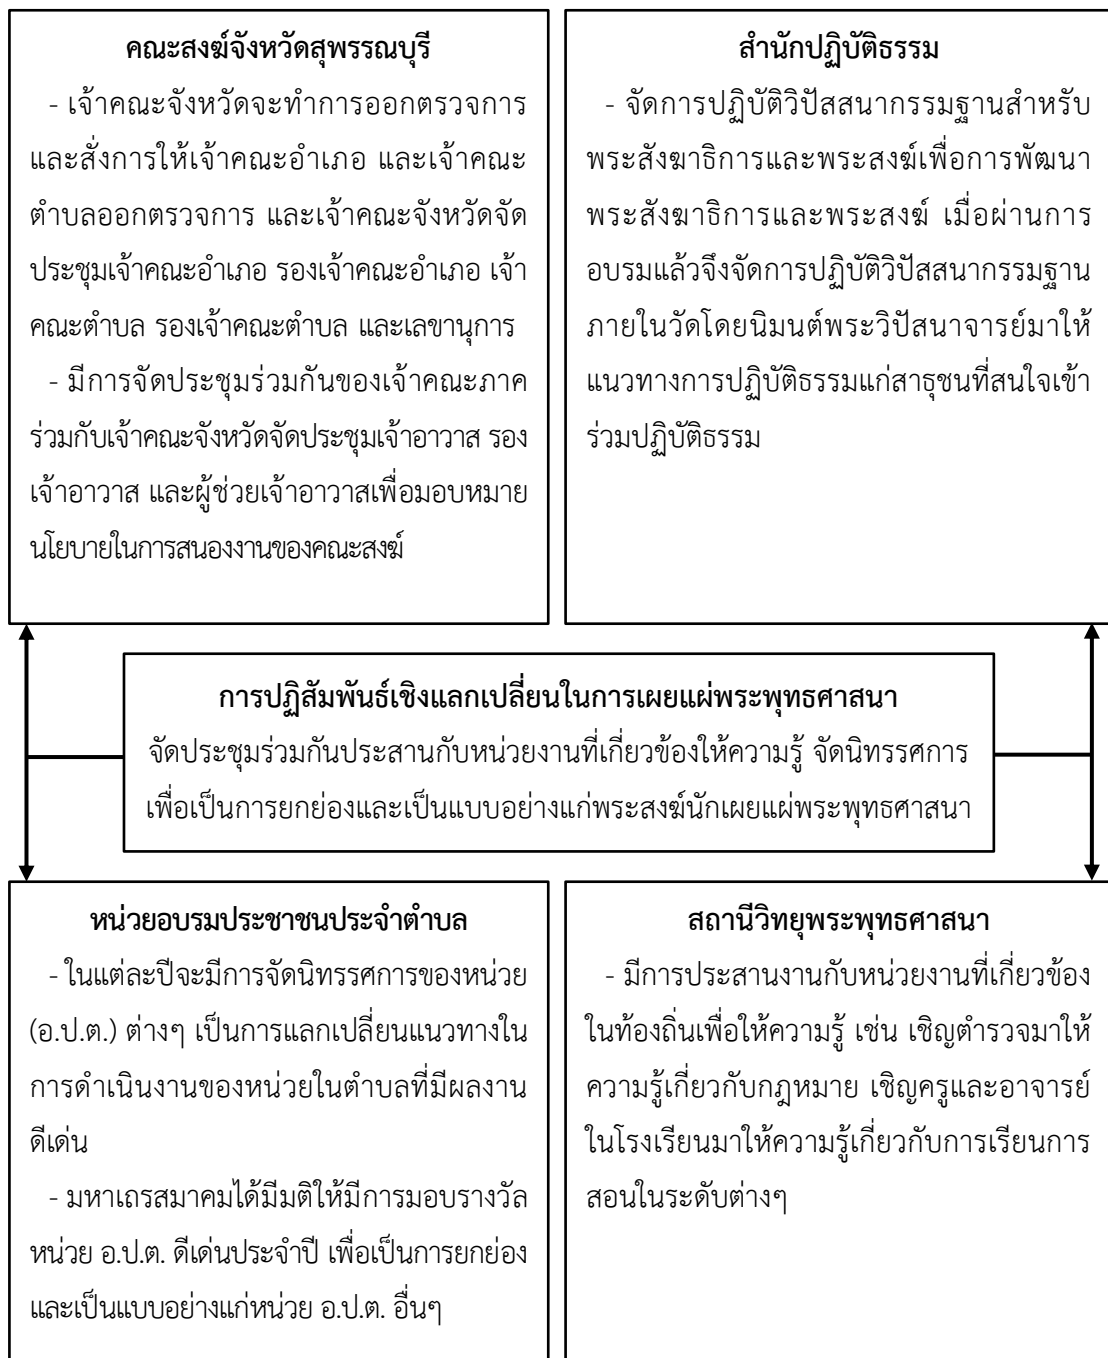 คณะสงฆ์จังหวัดสุพรรณบุรี
- เจ้าคณะจังหวัดจะทำการออกตรวจการ
และสั่งการให้เจ้าคณะอำเภอ และเจ้าคณะ
ตำบลออกตรวจการ และเจ้าคณะจังหวัดจัด
ประชุมเจ้าคณะอำเภอ รองเจ้าคณะอำเภอ เจ้า
คณะตำบล รองเจ้าคณะตำบล และเลขานุการ
- มีการจัดประชุมร่วมกันของเจ้าคณะภาค
ร่วมกับเจ้าคณะจังหวัดจัดประชุมเจ้าอาวาส รอง
เจ้าอาวาส และผู้ช่วยเจ้าอาวาสเพื่อมอบหมาย
นโยบายในการสนองงานของคณะสงฆ์
สำนักปฏิบัติธรรม
- จัดการปฏิบัติวิปัสสนากรรมฐานสำหรับ
พระสังฆาธิการและพระสงฆ์เพื่อการพัฒนา
พระสังฆาธิการและพระสงฆ์ เมื่อผ่านการ
อบรมแล้วจึงจัดการปฏิบัติวิปัสสนากรรมฐาน
ภายในวัดโดยนิมนต์พระวิปัสนาจารย์มาให้
แนวทางการปฏิบัติธรรมแก่สาธุชนที่สนใจเข้า
ร่วมปฏิบัติธรรม
การปฏิสัมพันธ์เชิงแลกเปลี่ยนในการเผยแผ่พระพุทธศาสนา
จัดประชุมร่วมกันประสานกับหน่วยงานที่เกี่ยวข้องให้ความรู้ จัดนิทรรศการ
เพื่อเป็นการยกย่องและเป็นแบบอย่างแก่พระสงฆ์นักเผยแผ่พระพุทธศาสนา
หน่วยอบรมประชาชนประจำตำบล
- ในแต่ละปีจะมีการจัดนิทรรศการของหน่วย
(อ.ป.ต.) ต่างๆ เป็นการแลกเปลี่ยนแนวทางใน
การดำเนินงานของหน่วยในตำบลที่มีผลงาน
ดีเด่น
- มหาเถรสมาคมได้มีมติให้มีการมอบรางวัล
หน่วย อ.ป.ต. ดีเด่นประจำปี เพื่อเป็นการยกย่อง
และเป็นแบบอย่างแก่หน่วย อ.ป.ต. อื่นๆ
สถานีวิทยุพระพุทธศาสนา
- มีการประสานงานกับหน่วยงานที่เกี่ยวข้อง
ในท้องถิ่นเพื่อให้ความรู้ เช่น เชิญตำรวจมาให้
ความรู้เกี่ยวกับกฎหมาย เชิญครูและอาจารย์
ในโรงเรียนมาให้ความรู้เกี่ยวกับการเรียนการ
สอนในระดับต่างๆ